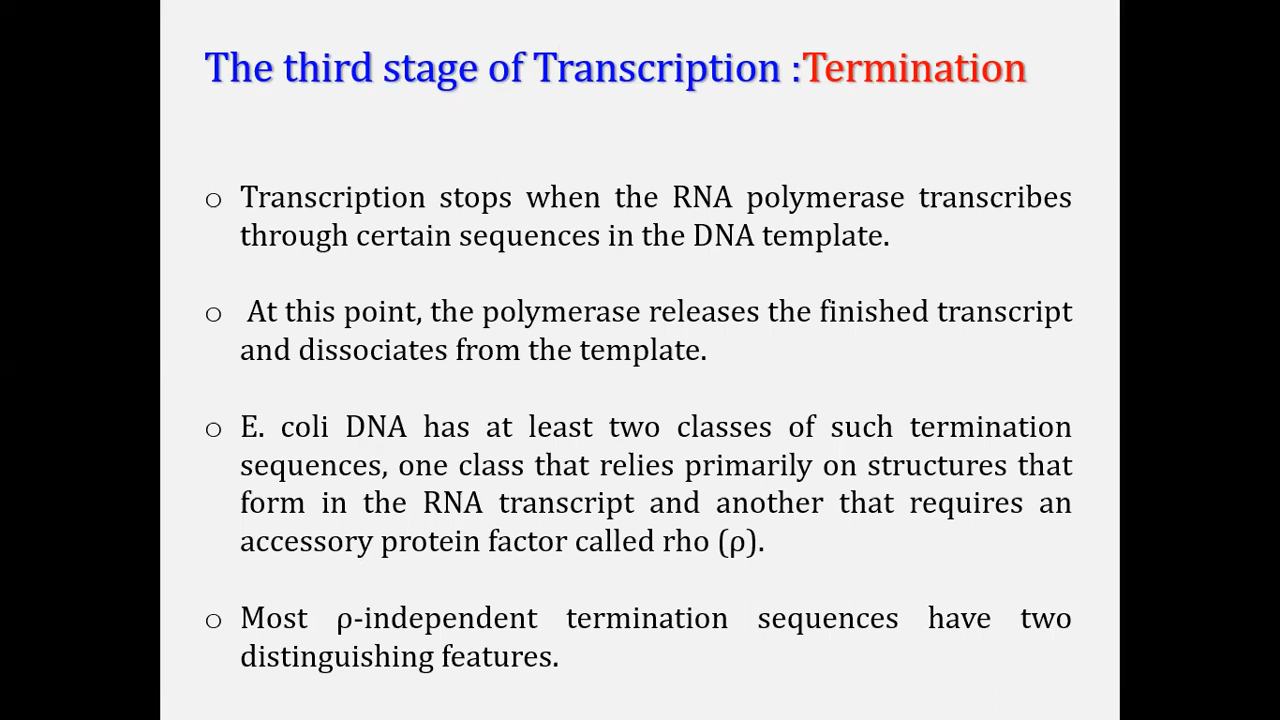 The third stage of Transcription :Termination
o Transcription stops when the RNA polymerase transcribes
through certain sequences in the DNA template.
o At this point, the polymerase releases the finished transcript
and dissociates from the template.
o E. coli DNA has at least two classes of such termination
sequences, one class that relies primarily on structures that
form in the RNA transcript and another that requires an
accessory protein factor called rho (ρ).
o Most ρ-independent termination sequences have two
distinguishing features.